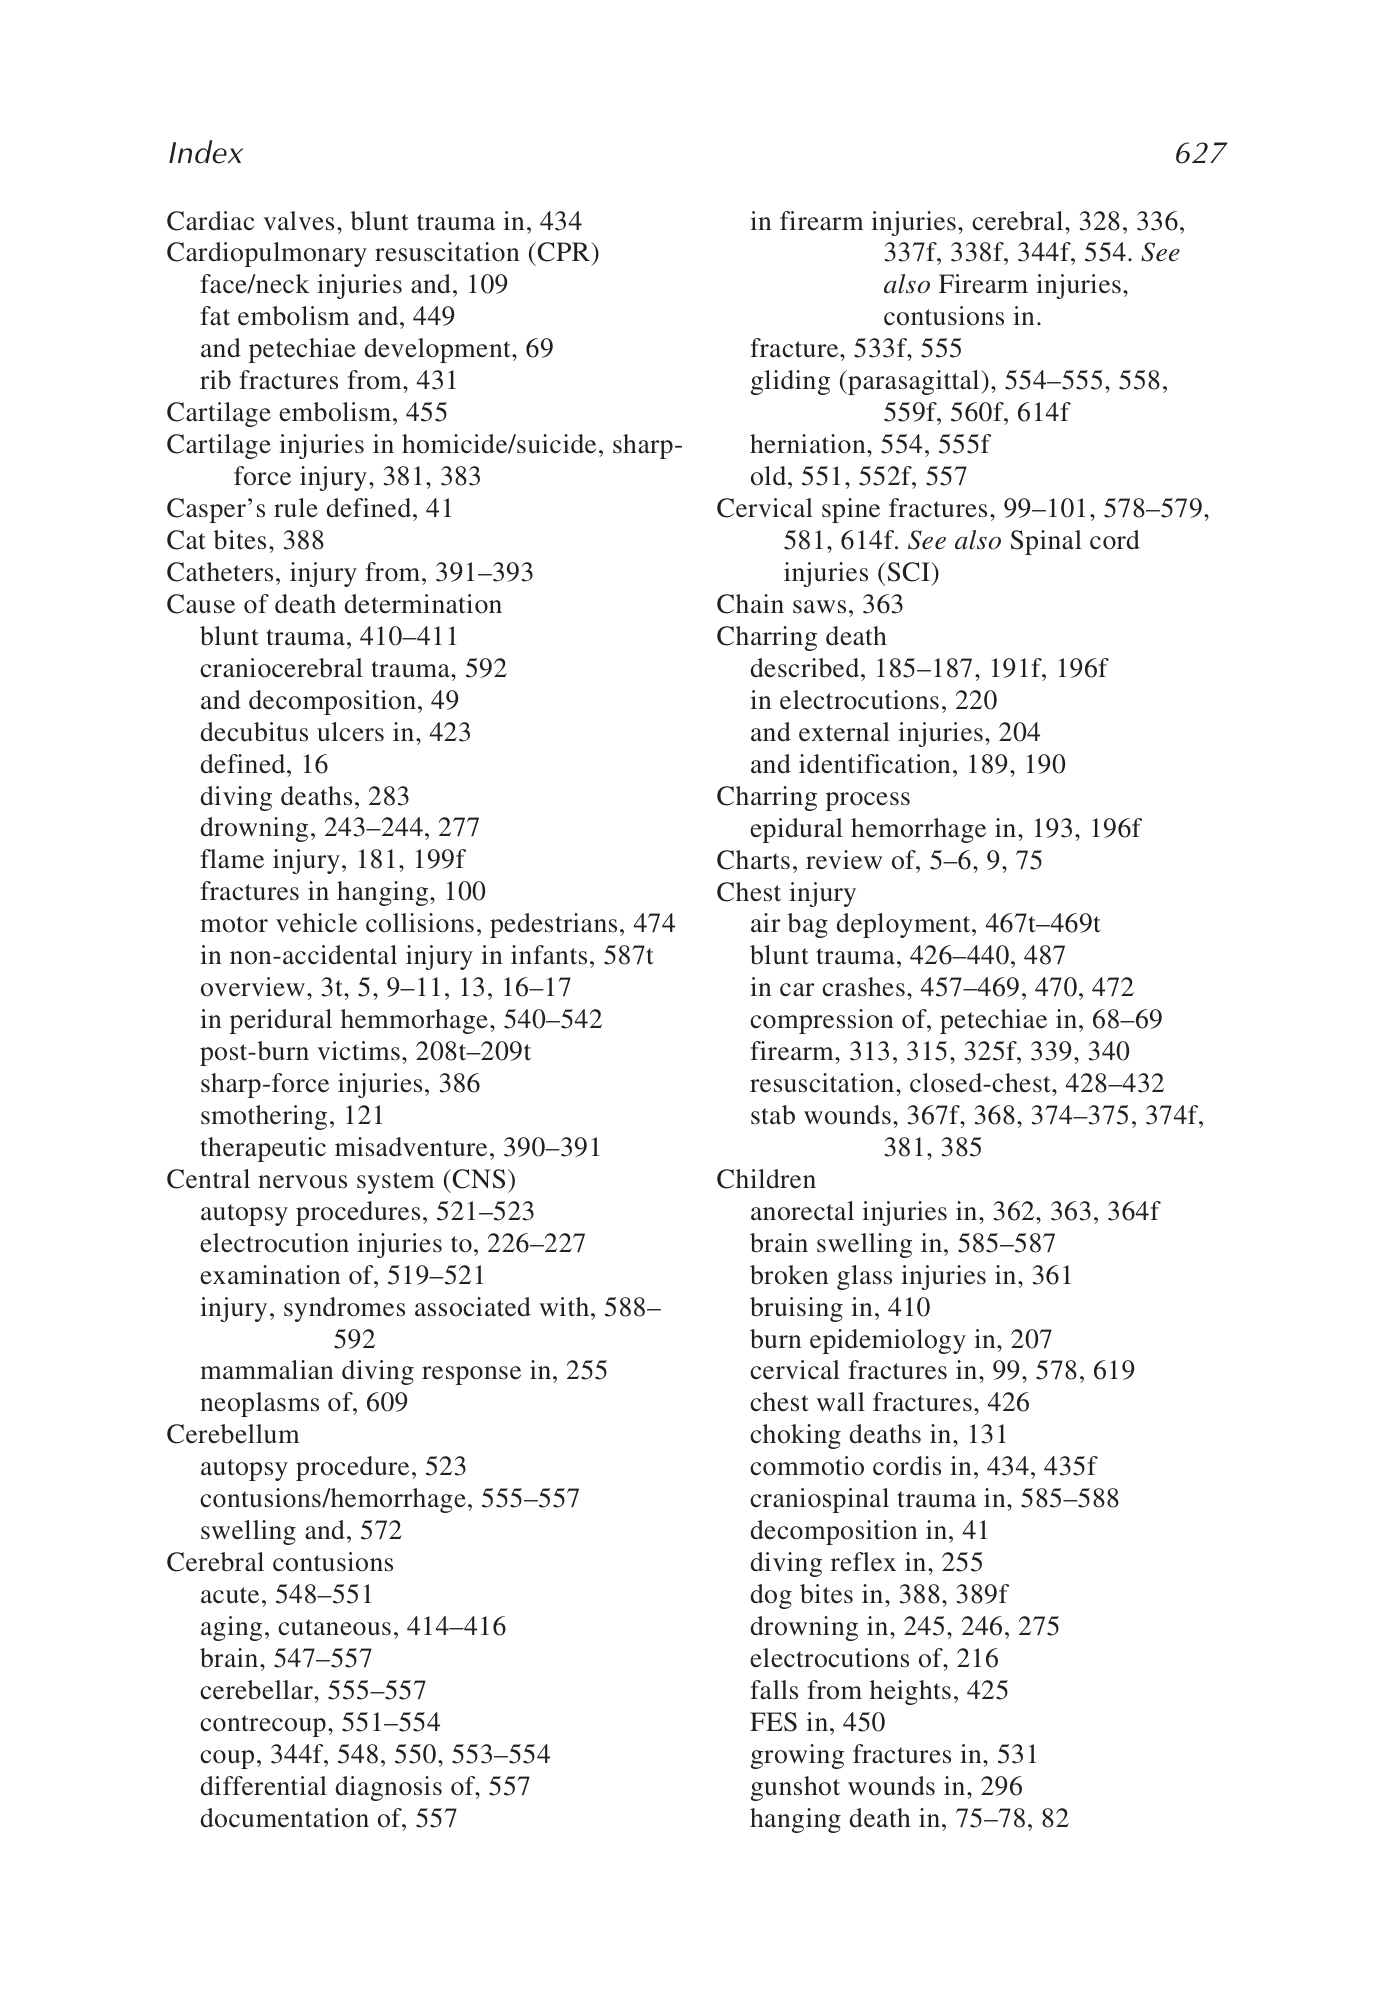 Index
627
Cardiac valves, blunt trauma in, 434
Cardiopulmonary resuscitation (CPR)
face/neck injuries and, 109
fat embolism and, 449
and petechiae development, 69
rib fractures from, 431
Cartilage embolism, 455
Cartilage injuries in homicide/suicide, sharp-
force injury, 381, 383
Casper’s rule defined, 41
Cat bites, 388
Catheters, injury from, 391–393
Cause of death determination
blunt trauma, 410–411
craniocerebral trauma, 592
and decomposition, 49
decubitus ulcers in, 423
defined, 16
diving deaths, 283
drowning, 243–244, 277
flame injury, 181, 199f
fractures in hanging, 100
motor vehicle collisions, pedestrians, 474
in non-accidental injury in infants, 587t
overview, 3t, 5, 9–11, 13, 16–17
in peridural hemmorhage, 540–542
post-burn victims, 208t–209t
sharp-force injuries, 386
smothering, 121
therapeutic misadventure, 390–391
Central nervous system (CNS)
autopsy procedures, 521–523
electrocution injuries to, 226–227
examination of, 519–521
injury, syndromes associated with, 588–
592
mammalian diving response in, 255
neoplasms of, 609
Cerebellum
autopsy procedure, 523
contusions/hemorrhage, 555–557
swelling and, 572
Cerebral contusions
acute, 548–551
aging, cutaneous, 414–416
brain, 547–557
cerebellar, 555–557
contrecoup, 551–554
coup, 344f, 548, 550, 553–554
differential diagnosis of, 557
documentation of, 557
in firearm injuries, cerebral, 328, 336,
337f, 338f, 344f, 554. See
also Firearm injuries,
contusions in.
fracture, 533f, 555
gliding (parasagittal), 554–555, 558,
559f, 560f, 614f
herniation, 554, 555f
old, 551, 552f, 557
Cervical spine fractures, 99–101, 578–579,
581, 614f. See also Spinal cord
injuries (SCI)
Chain saws, 363
Charring death
described, 185–187, 191f, 196f
in electrocutions, 220
and external injuries, 204
and identification, 189, 190
Charring process
epidural hemorrhage in, 193, 196f
Charts, review of, 5–6, 9, 75
Chest injury
air bag deployment, 467t–469t
blunt trauma, 426–440, 487
in car crashes, 457–469, 470, 472
compression of, petechiae in, 68–69
firearm, 313, 315, 325f, 339, 340
resuscitation, closed-chest, 428–432
stab wounds, 367f, 368, 374–375, 374f,
381, 385
Children
anorectal injuries in, 362, 363, 364f
brain swelling in, 585–587
broken glass injuries in, 361
bruising in, 410
burn epidemiology in, 207
cervical fractures in, 99, 578, 619
chest wall fractures, 426
choking deaths in, 131
commotio cordis in, 434, 435f
craniospinal trauma in, 585–588
decomposition in, 41
diving reflex in, 255
dog bites in, 388, 389f
drowning in, 245, 246, 275
electrocutions of, 216
falls from heights, 425
FES in, 450
growing fractures in, 531
gunshot wounds in, 296
hanging death in, 75–78, 82